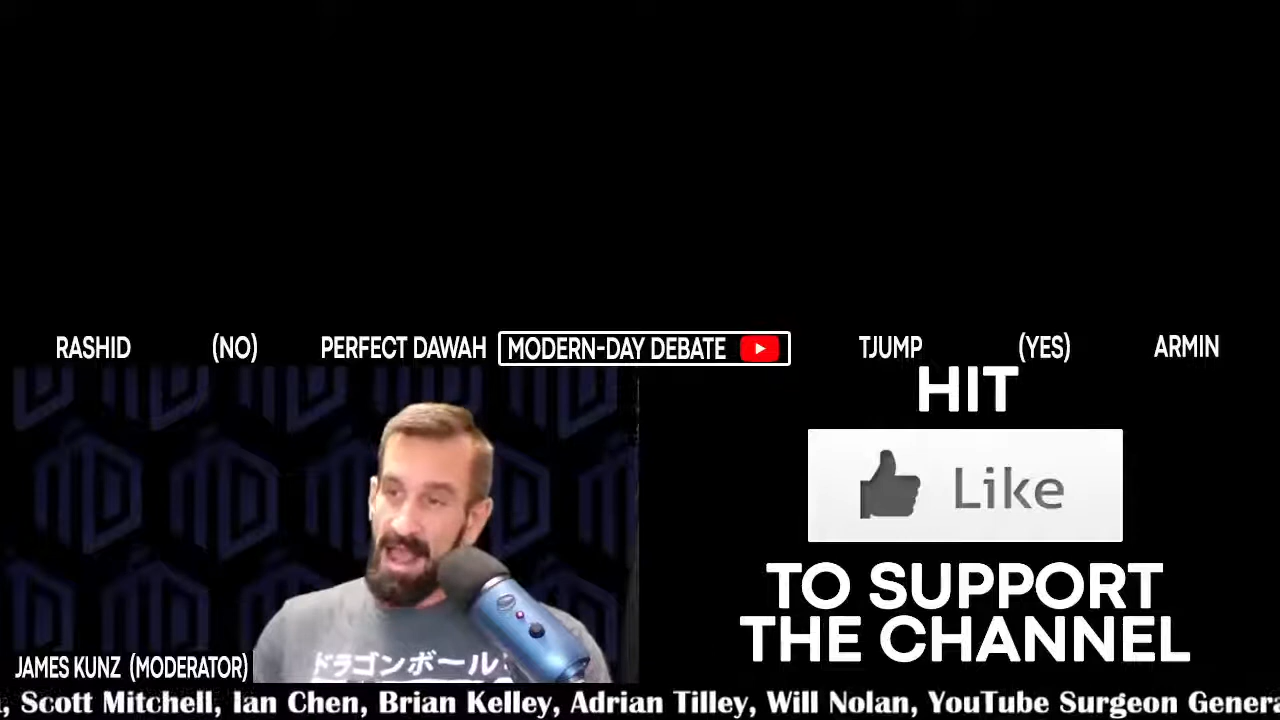 RASHID (NO) PERFECT DAWAH MODERN-DAY DEBATE TJUMP (YES) ARMIN
HIT
Like
TO SUPPORT
THE CHANNEL
ドラゴンボール
JAMES KUNZ (MODERATOR)
, Scott Mitchell, Ian Chen, Brian Kelley, Adrian Tilley, Will Nolan, YouTube Surgeon Genera